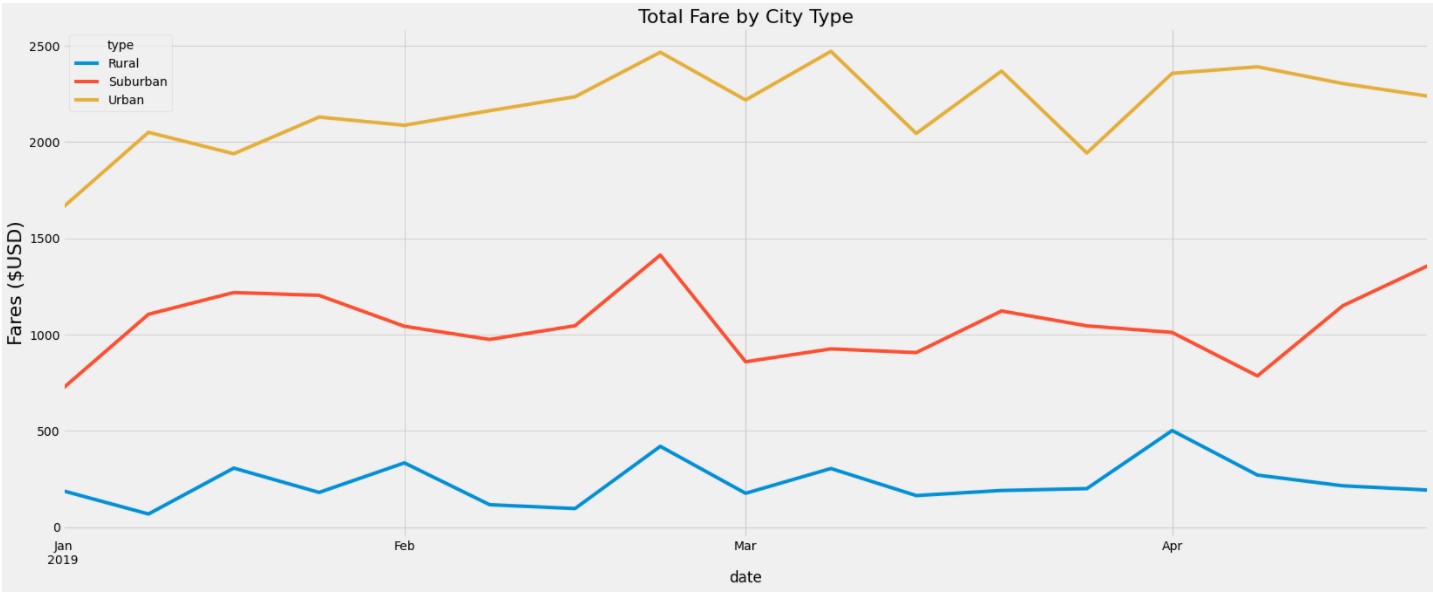 Total Fare by City Type
type
Rural
Suburban
Urban
2500
2000
1500
1000
500
0
Fares ($USD)
Jan
2019
Feb
Mar
Apr
date